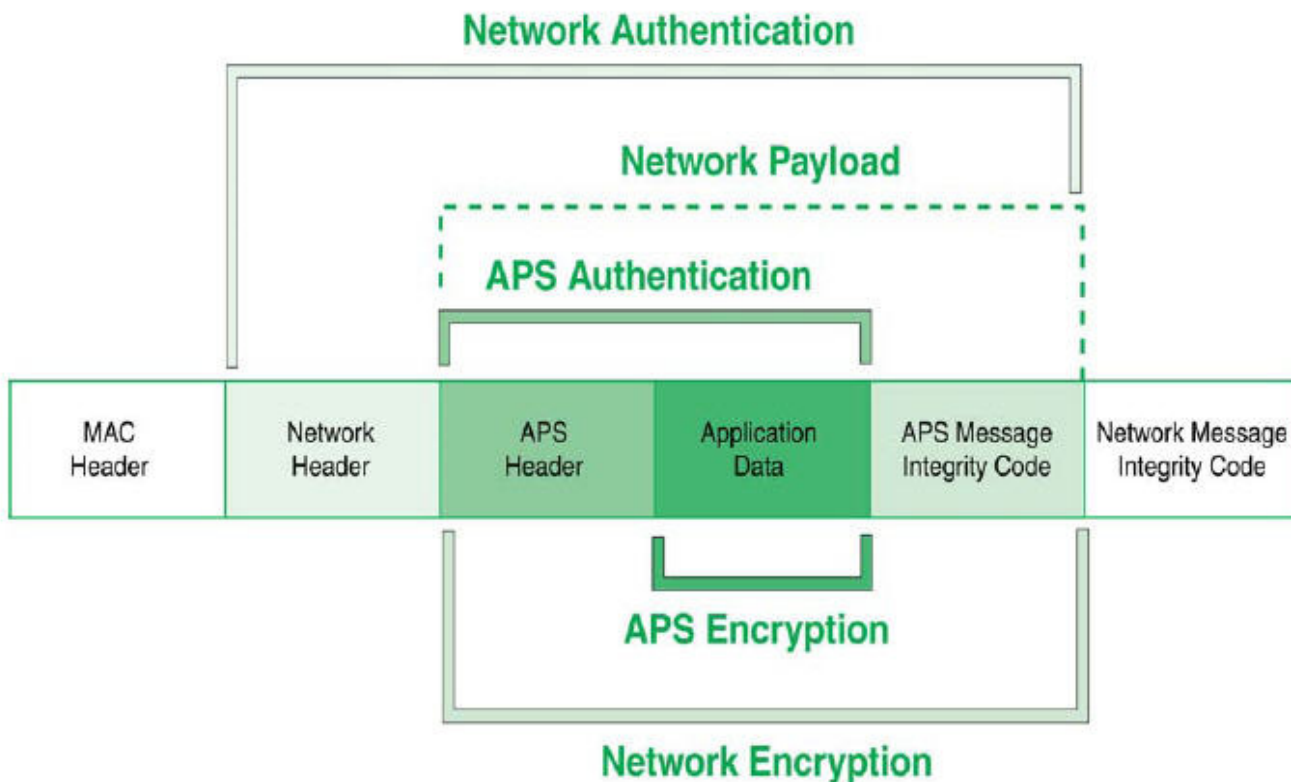 Network Authentication
Network Payload
APS Authentication
MAC
Header
Network
Header
APS
Header
Application
Data
APS Message
Integrity Code
Network Message
Integrity Code
APS Encryption
Network Encryption